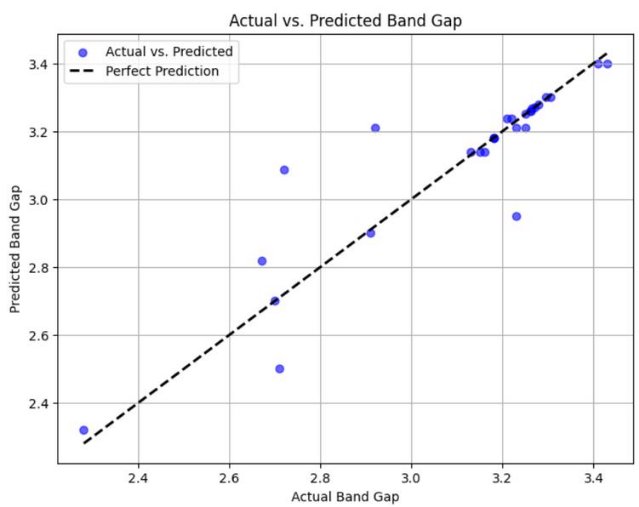 Actual vs. Predicted Band Gap
Actual vs. Predicted
Perfect Prediction
Predicted Band Gap
3.4
3.2
3.0
2.8
2.6
2.4
2.4 2.6 2.8 3.0 3.2 3.4
Actual Band Gap